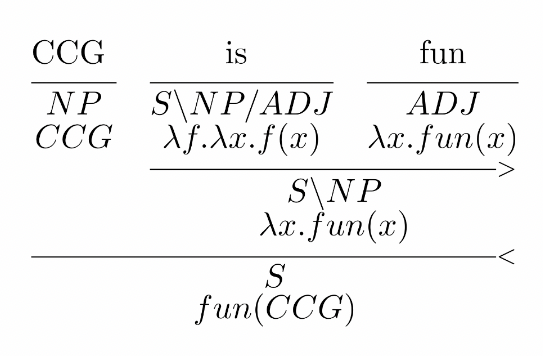 CCG is fun
NP S\NP/ADJ ADJ
CCG λf.λx.f(x) λx.fun(x)
>
S\NP
λx.fun(x)
<
S
fun(CCG)